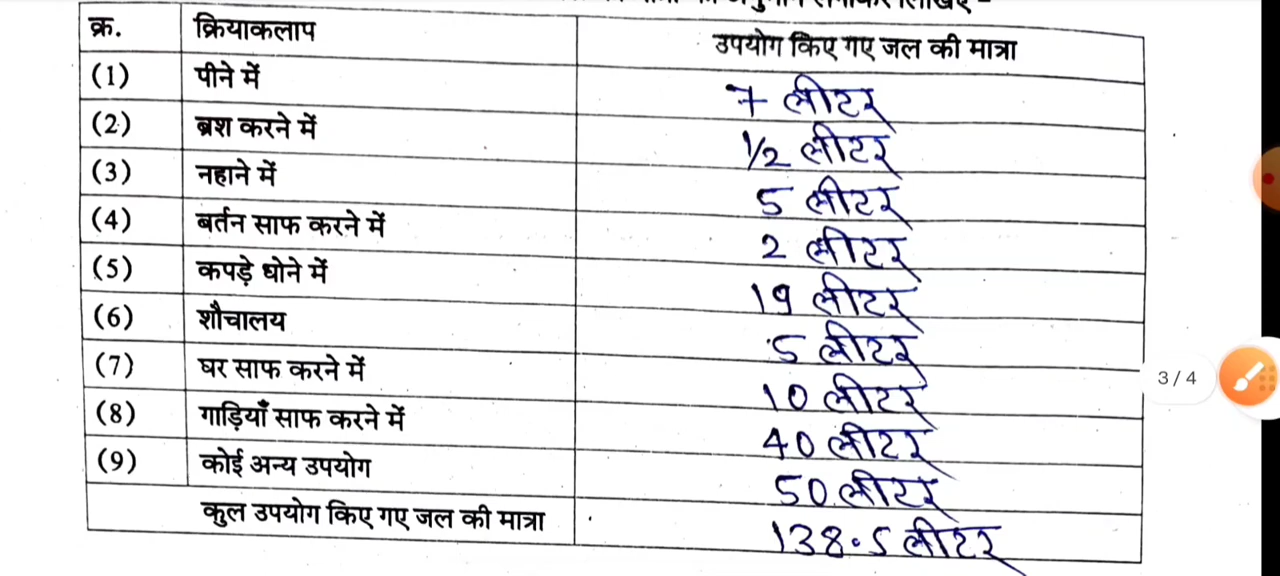 क्र. क्रियाकलाप उपयोग किए गए जल की मात्रा
(1) पीने में 7 लीटर
(2) ब्रश करने में 1/2 लीटर
(3) नहाने में 5 लीटर
(4) बर्तन साफ करने में 2 लीटर
(5) कपड़े धोने में 19 लीटर
(6) शौचालय 5 लीटर
(7) घर साफ करने में 10 लीटर
(8) गाड़ियाँ साफ करने में 40 लीटर
(9) कोई अन्य उपयोग 50 लीटर
कुल उपयोग किए गए जल की मात्रा 138.5 लीटर
3/4